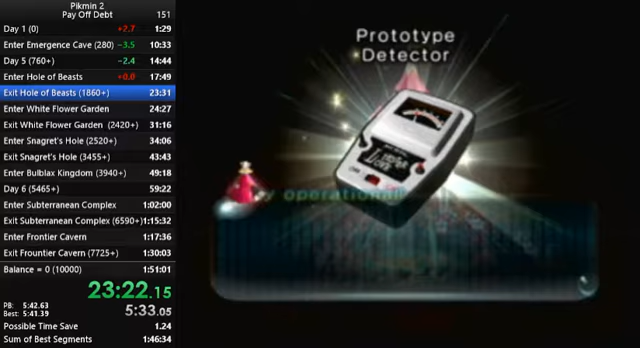 Pikmin 2
Pay Off Debt 151
Day 1 (0) +2.7 1:29
Enter Emergence Cave (280) -3.5 10:33
Day 5 (760+) -2.4 14:44
Enter Hole of Beasts +0.0 17:49
Exit Hole of Beasts (1860+) 23:31
Enter White Flower Garden 24:27
Exit White Flower Garden (2420+) 31:16
Enter Snagret's Hole (2520+) 34:06
Exit Snagret's Hole (3455+) 43:43
Enter Bulblax Kingdom (3940+) 49:18
Day 6 (5465+) 59:22
Enter Subterranean Complex 1:02:00
Exit Subterranean Complex (6590+) 1:15:32
Enter Frontier Cavern 1:17:36
Exit Frountier Cavern (7725+) 1:30:03
Balance = 0 (10000) 1:51:01
23:22.15
PB: 5:42.63
Best: 5:41.39
5:33.05
Possible Time Save 1.24
Sum of Best Segments 1:46:34
Prototype
Detector
operational